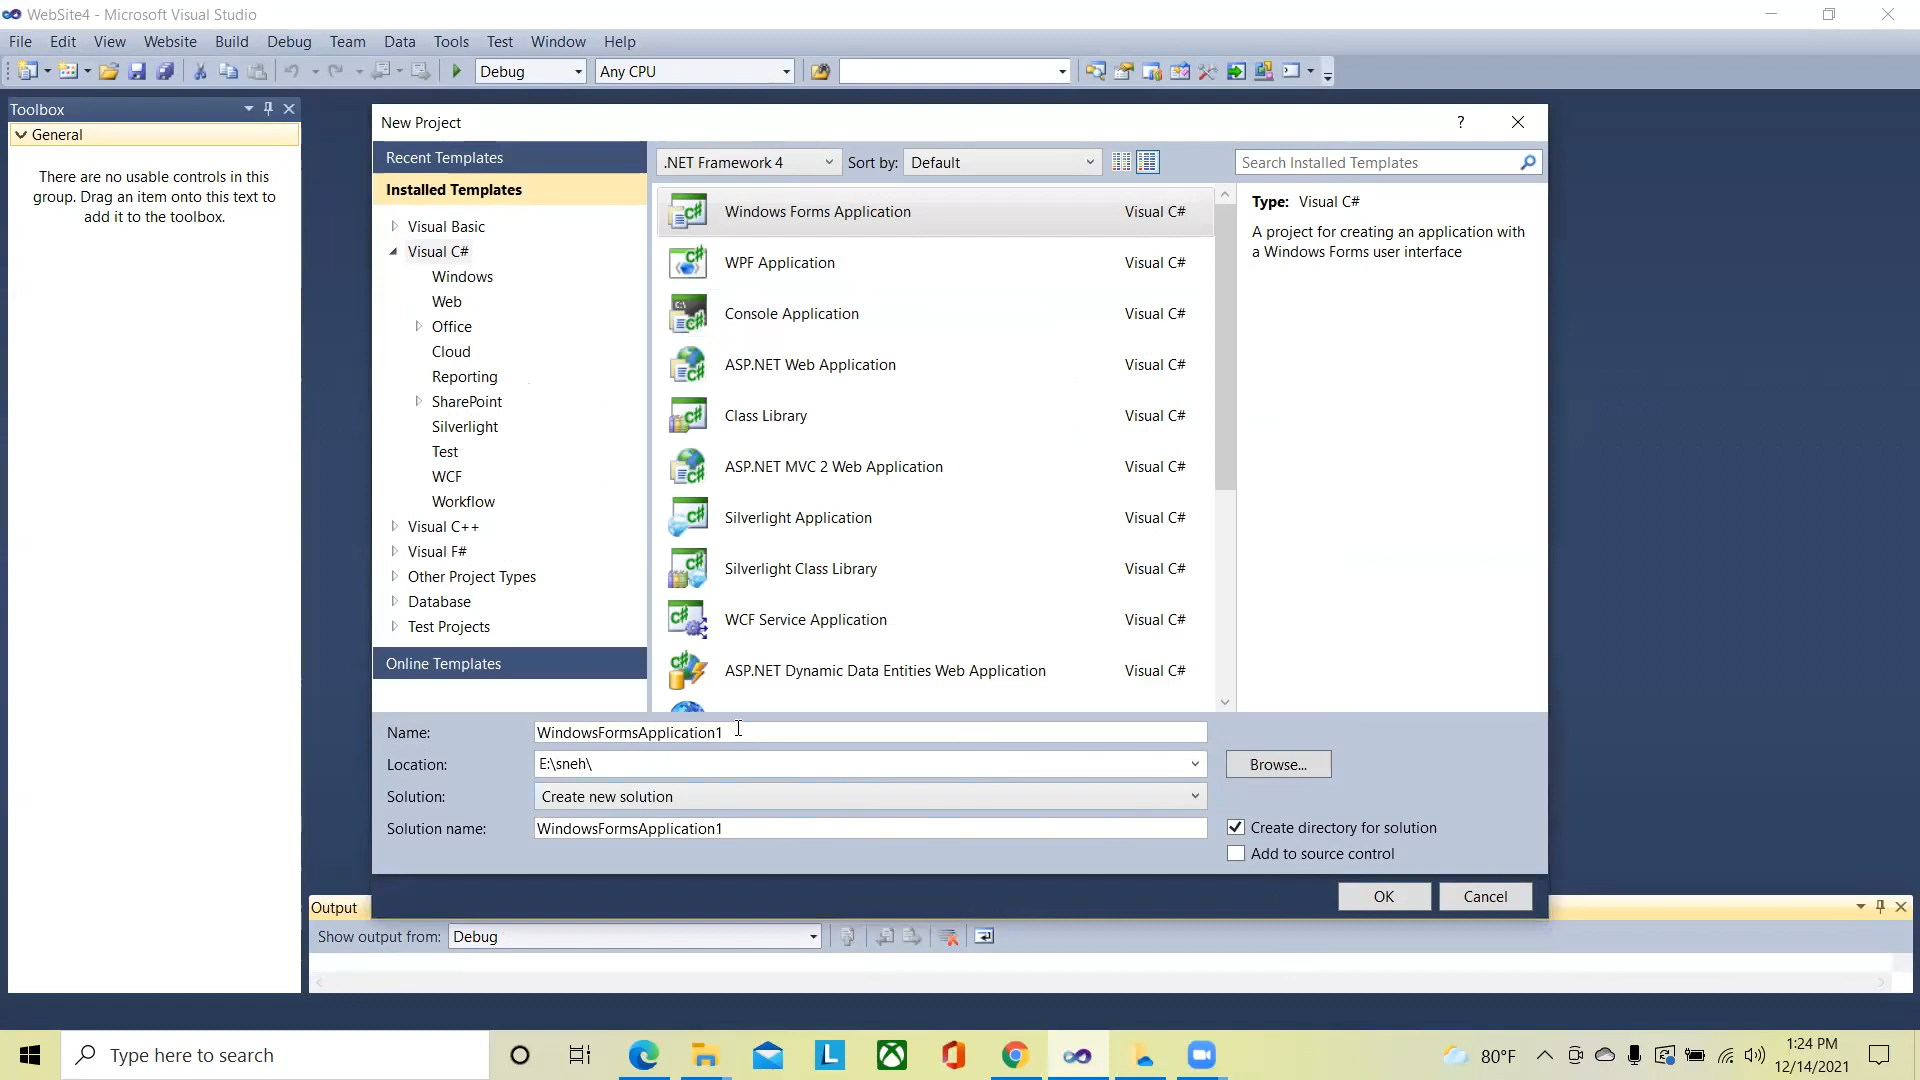 WebSite4 - Microsoft Visual Studio
File Edit View Website Build Debug Team Data Tools Test Window Help
Debug Any CPU
Toolbox
General
There are no usable controls in this
group. Drag an item onto this text to
add it to the toolbox.
New Project ?
Recent Templates
Installed Templates
Visual Basic
Visual C#
Windows
Web
Office
Cloud
Reporting
SharePoint
Silverlight
Test
WCF
Workflow
Visual C++
Visual F#
Other Project Types
Database
Test Projects
Online Templates
.NET Framework 4 Sort by: Default
Windows Forms Application Visual C#
WPF Application Visual C#
Console Application Visual C#
ASP.NET Web Application Visual C#
Class Library Visual C#
ASP.NET MVC 2 Web Application Visual C#
Silverlight Application Visual C#
Silverlight Class Library Visual C#
WCF Service Application Visual C#
ASP.NET Dynamic Data Entities Web Application Visual C#
Search Installed Templates
Type: Visual C#
A project for creating an application with
a Windows Forms user interface
Name: WindowsFormsApplication1
Location: E:\sneh\ Browse...
Solution: Create new solution
Solution name: WindowsFormsApplication1
Create directory for solution
Add to source control
OK Cancel
Output
Show output from: Debug
Type here to search
80°F
1:24 PM
12/14/2021